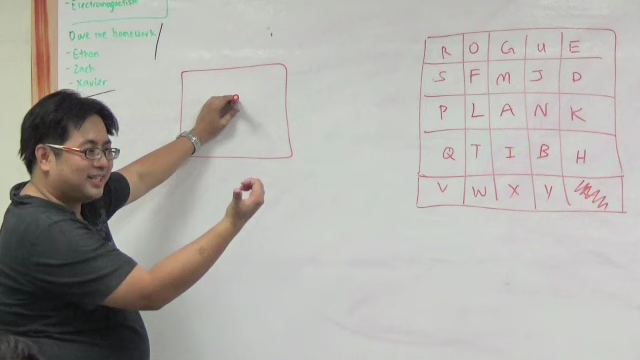 - Electromagnetism
Owe me homework
- Ethan
- Zach
- Xavier
R O G U E
S F M J D
P L A N K
Q T I B H
V W X Y